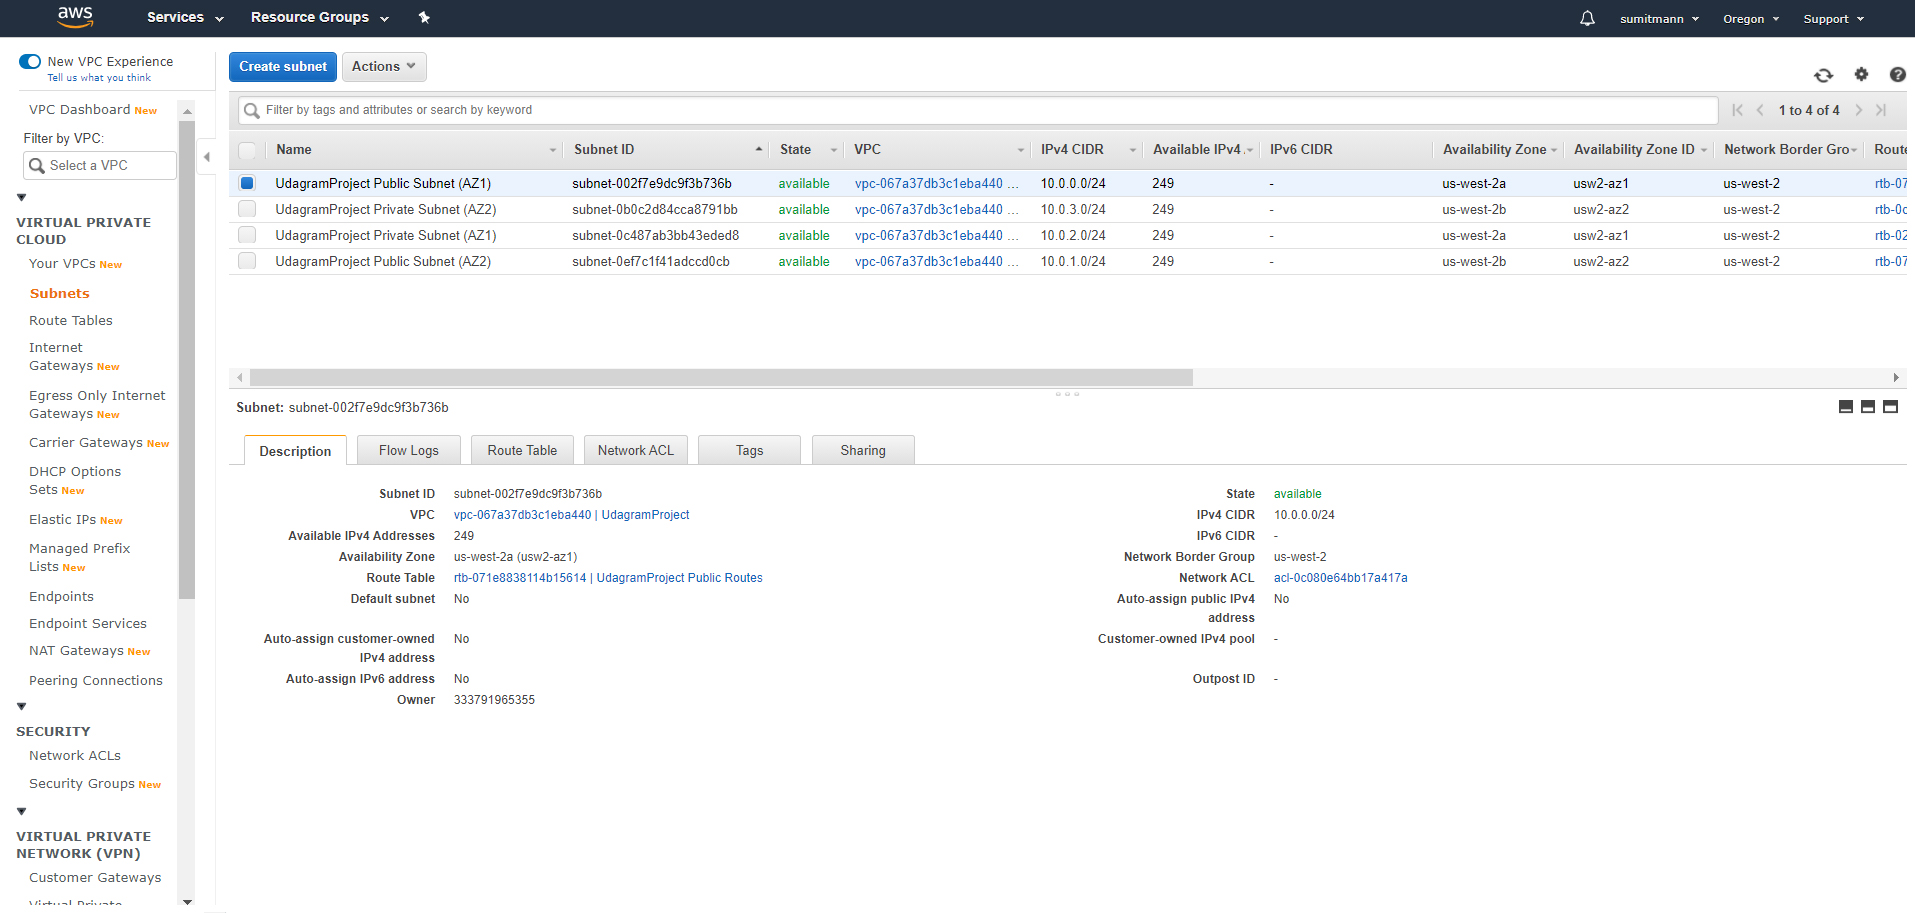 aws Services Resource Groups sumitmann Oregon Support
New VPC Experience
Tell us what you think
VPC Dashboard New
Filter by VPC:
Select a VPC
VIRTUAL PRIVATE
CLOUD
Your VPCs New
Subnets
Route Tables
Internet
Gateways New
Egress Only Internet
Gateways New
Carrier Gateways New
DHCP Options
Sets New
Elastic IPs New
Managed Prefix
Lists New
Endpoints
Endpoint Services
NAT Gateways New
Peering Connections
SECURITY
Network ACLs
Security Groups New
VIRTUAL PRIVATE
NETWORK (VPN)
Customer Gateways
Virtual Private
Create subnet Actions
Filter by tags and attributes or search by keyword 1 to 4 of 4
Name Subnet ID State VPC IPv4 CIDR Available IPv4 IPv6 CIDR Availability Zone Availability Zone ID Network Border Gro Route
UdagramProject Public Subnet (AZ1) subnet-002f7e9dc9f3b736b available vpc-067a37db3c1eba440 ... 10.0.0.0/24 249 - us-west-2a usw2-az1 us-west-2 rtb-07
UdagramProject Private Subnet (AZ2) subnet-0b0c2d84cca8791bb available vpc-067a37db3c1eba440 ... 10.0.3.0/24 249 - us-west-2b usw2-az2 us-west-2 rtb-0c
UdagramProject Private Subnet (AZ1) subnet-0c487ab3bb43eded8 available vpc-067a37db3c1eba440 ... 10.0.2.0/24 249 - us-west-2a usw2-az1 us-west-2 rtb-02
UdagramProject Public Subnet (AZ2) subnet-0ef7c1f41adccd0cb available vpc-067a37db3c1eba440 ... 10.0.1.0/24 249 - us-west-2b usw2-az2 us-west-2 rtb-07
Subnet: subnet-002f7e9dc9f3b736b
Description Flow Logs Route Table Network ACL Tags Sharing
Subnet ID subnet-002f7e9dc9f3b736b State available
VPC vpc-067a37db3c1eba440 | UdagramProject IPv4 CIDR 10.0.0.0/24
Available IPv4 Addresses 249 IPv6 CIDR -
Availability Zone us-west-2a (usw2-az1) Network Border Group us-west-2
Route Table rtb-071e8838114b15614 | UdagramProject Public Routes Network ACL acl-0c080e64bb17a417a
Default subnet No Auto-assign public IPv4 No
address
Auto-assign customer-owned No Customer-owned IPv4 pool -
IPv4 address
Auto-assign IPv6 address No Outpost ID -
Owner 333791965355